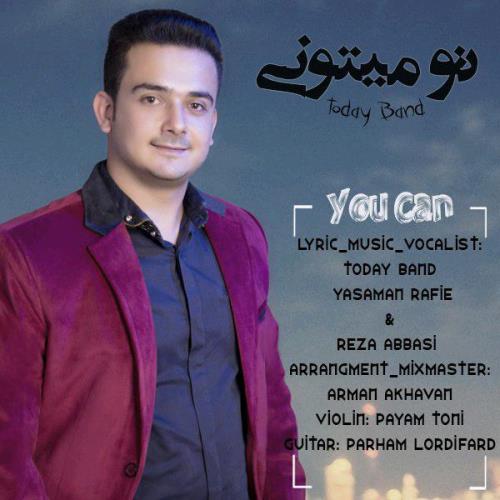 تو میتونی
Today Band
You Can
Lyric_Music_Vocalist:
Today Band
Yasaman Rafie
&
Reza Abbasi
Arrangment_Mixmaster:
Arman Akhavan
Violin: Payam Toni
Guitar: Parham Lordifard